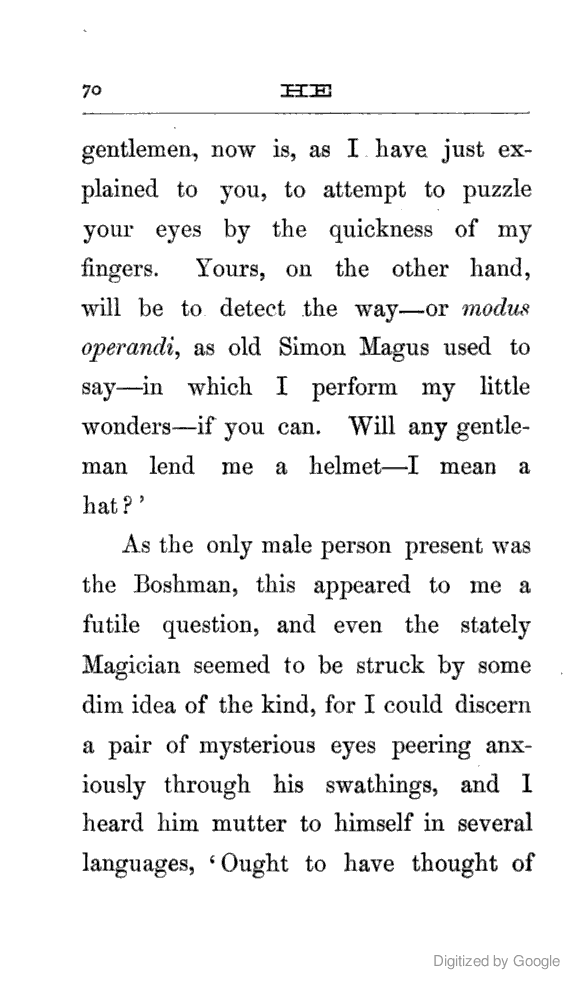 70 HE
gentlemen, now is, as I have just ex-
plained to you, to attempt to puzzle
your eyes by the quickness of my
fingers. Yours, on the other hand,
will be to detect the way—or modus
operandi, as old Simon Magus used to
say—in which I perform my little
wonders—if you can. Will any gentle-
man lend me a helmet—I mean a
hat?’
As the only male person present was
the Boshman, this appeared to me a
futile question, and even the stately
Magician seemed to be struck by some
dim idea of the kind, for I could discern
a pair of mysterious eyes peering anx-
iously through his swathings, and I
heard him mutter to himself in several
languages, ‘Ought to have thought of
Digitized by Google